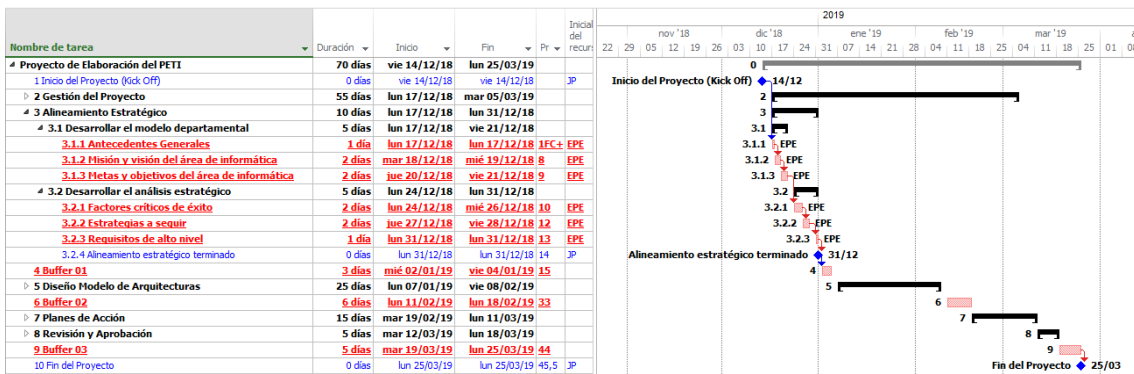 2019
Inicial del recurs
nov '18 dic '18 ene '19 feb '19 mar '19 a
Nombre de tarea Duración Inicio Fin Pr
22 29 05 12 19 26 03 10 17 24 31 07 14 21 28 04 11 18 25 04 11 18 25 01 08
Proyecto de Elaboración del PETI 70 días vie 14/12/18 lun 25/03/19 0
1 Inicio del Proyecto (Kick Off) 0 días vie 14/12/18 vie 14/12/18 JP Inicio del Proyecto (Kick Off) 14/12
2 Gestión del Proyecto 55 días lun 17/12/18 mar 05/03/19 2
3 Alineamiento Estratégico 10 días lun 17/12/18 lun 31/12/18 3
3.1 Desarrollar el modelo departamental 5 días lun 17/12/18 vie 21/12/18 3.1
3.1.1 Antecedentes Generales 1 día lun 17/12/18 lun 17/12/18 1FC+ EPE 3.1.1 EPE
3.1.2 Misión y visión del área de informática 2 días mar 18/12/18 mié 19/12/18 8 EPE 3.1.2 EPE
3.1.3 Metas y objetivos del área de informática 2 días jue 20/12/18 vie 21/12/18 9 EPE 3.1.3 EPE
3.2 Desarrollar el análisis estratégico 5 días lun 24/12/18 lun 31/12/18 3.2
3.2.1 Factores críticos de éxito 2 días lun 24/12/18 mié 26/12/18 10 EPE 3.2.1 EPE
3.2.2 Estrategias a seguir 2 días jue 27/12/18 vie 28/12/18 12 EPE 3.2.2 EPE
3.2.3 Requisitos de alto nivel 1 día lun 31/12/18 lun 31/12/18 13 EPE 3.2.3 EPE
3.2.4 Alineamiento estratégico terminado 0 días lun 31/12/18 lun 31/12/18 14 JP Alineamiento estratégico terminado 31/12
4 Buffer 01 3 días mié 02/01/19 vie 04/01/19 15 4
5 Diseño Modelo de Arquitecturas 25 días lun 07/01/19 vie 08/02/19 5
6 Buffer 02 6 días lun 11/02/19 lun 18/02/19 33 6
7 Planes de Acción 15 días mar 19/02/19 lun 11/03/19 7
8 Revisión y Aprobación 5 días mar 12/03/19 lun 18/03/19 8
9 Buffer 03 5 días mar 19/03/19 lun 25/03/19 44 9
10 Fin del Proyecto 0 días lun 25/03/19 lun 25/03/19 45,5 JP Fin del Proyecto 25/03